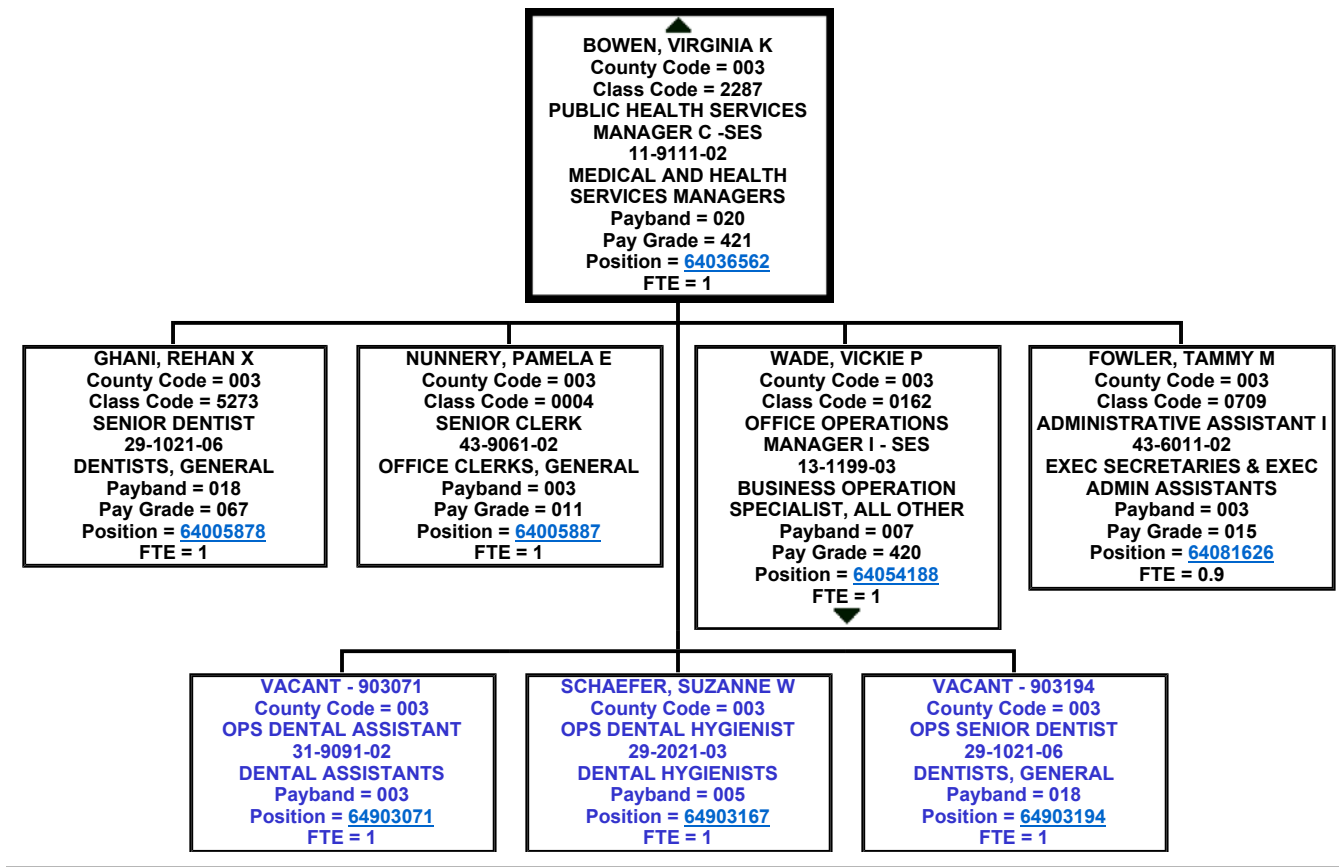 BOWEN, VIRGINIA K
County Code = 003
Class Code = 2287
PUBLIC HEALTH SERVICES
MANAGER C -SES
11-9111-02
MEDICAL AND HEALTH
SERVICES MANAGERS
Payband = 020
Pay Grade = 421
Position = 64036562
FTE = 1
GHANI, REHAN X
County Code = 003
Class Code = 5273
SENIOR DENTIST
29-1021-06
DENTISTS, GENERAL
Payband = 018
Pay Grade = 067
Position = 64005878
FTE = 1
NUNNERY, PAMELA E
County Code = 003
Class Code = 0004
SENIOR CLERK
43-9061-02
OFFICE CLERKS, GENERAL
Payband = 003
Pay Grade = 011
Position = 64005887
FTE = 1
WADE, VICKIE P
County Code = 003
Class Code = 0162
OFFICE OPERATIONS
MANAGER I - SES
13-1199-03
BUSINESS OPERATION
SPECIALIST, ALL OTHER
Payband = 007
Pay Grade = 420
Position = 64054188
FTE = 1
FOWLER, TAMMY M
County Code = 003
Class Code = 0709
ADMINISTRATIVE ASSISTANT I
43-6011-02
EXEC SECRETARIES & EXEC
ADMIN ASSISTANTS
Payband = 003
Pay Grade = 015
Position = 64081626
FTE = 0.9
VACANT - 903071
County Code = 003
OPS DENTAL ASSISTANT
31-9091-02
DENTAL ASSISTANTS
Payband = 003
Position = 64903071
FTE = 1
SCHAEFER, SUZANNE W
County Code = 003
OPS DENTAL HYGIENIST
29-2021-03
DENTAL HYGIENISTS
Payband = 005
Position = 64903167
FTE = 1
VACANT - 903194
County Code = 003
OPS SENIOR DENTIST
29-1021-06
DENTISTS, GENERAL
Payband = 018
Position = 64903194
FTE = 1